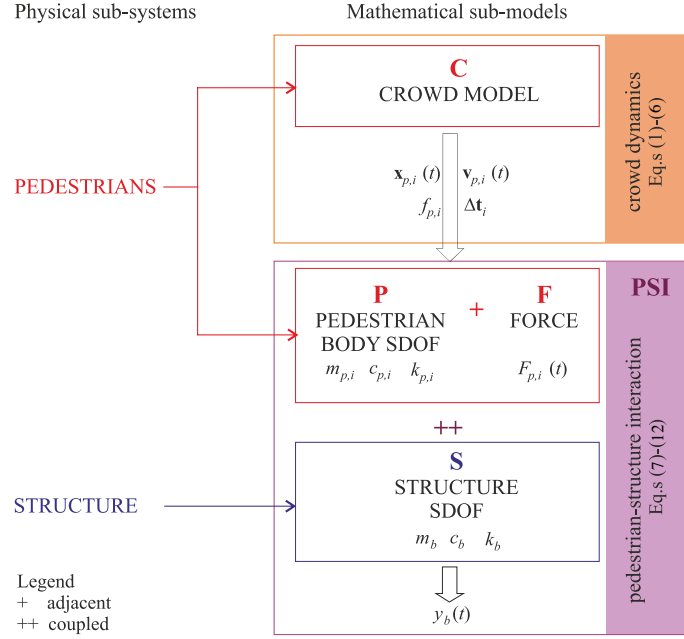 Physical sub-systems
Mathematical sub-models
C
CROWD MODEL
x_{p,i} (t) v_{p,i} (t)
f_{p,i} Δt_i
crowd dynamics
Eq.s (1)-(6)
PEDESTRIANS
PSI
P + F
PEDESTRIAN FORCE
BODY SDOF
m_{p,i} c_{p,i} k_{p,i} F_{p,i} (t)
++
pedestrian-structure interaction
Eq.s (7)-(12)
STRUCTURE
S
STRUCTURE
SDOF
m_b c_b k_b
y_b(t)
Legend
+ adjacent
++ coupled